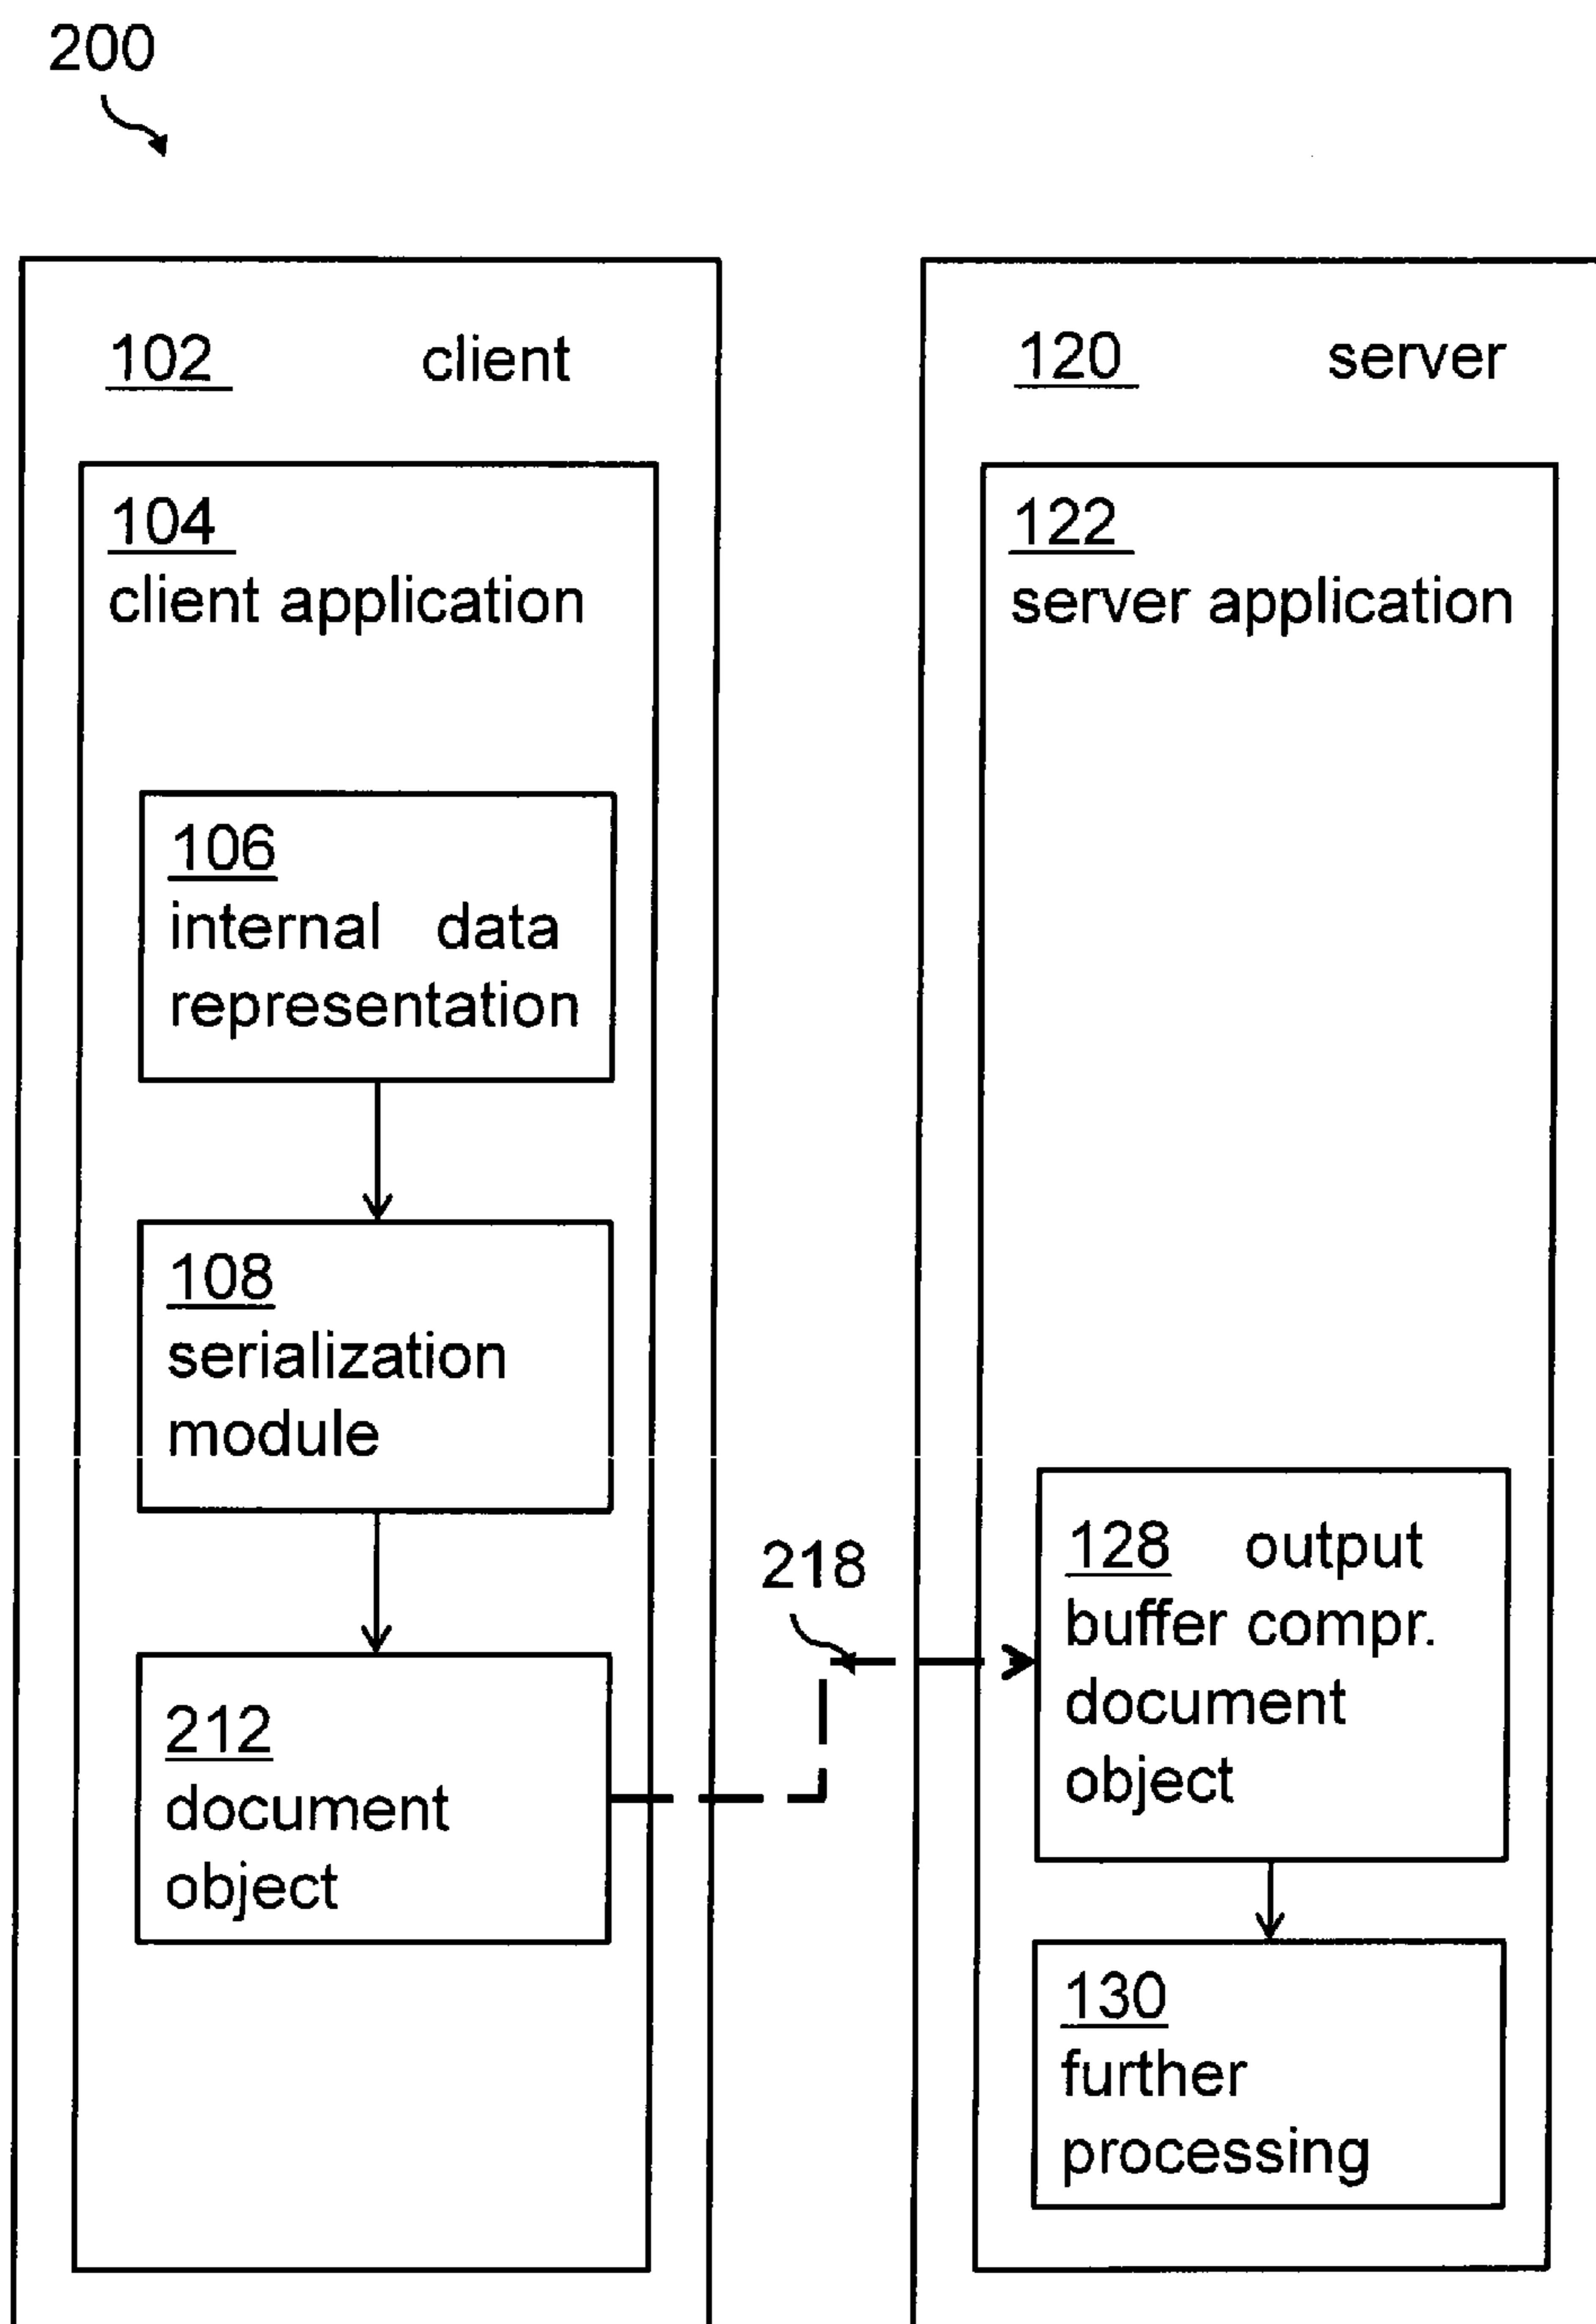 200
102 client
104
client application
106
internal data
representation
108
serialization
module
212
document
object
218
120 server
122
server application
128 output
buffer compr.
document
object
130
further
processing